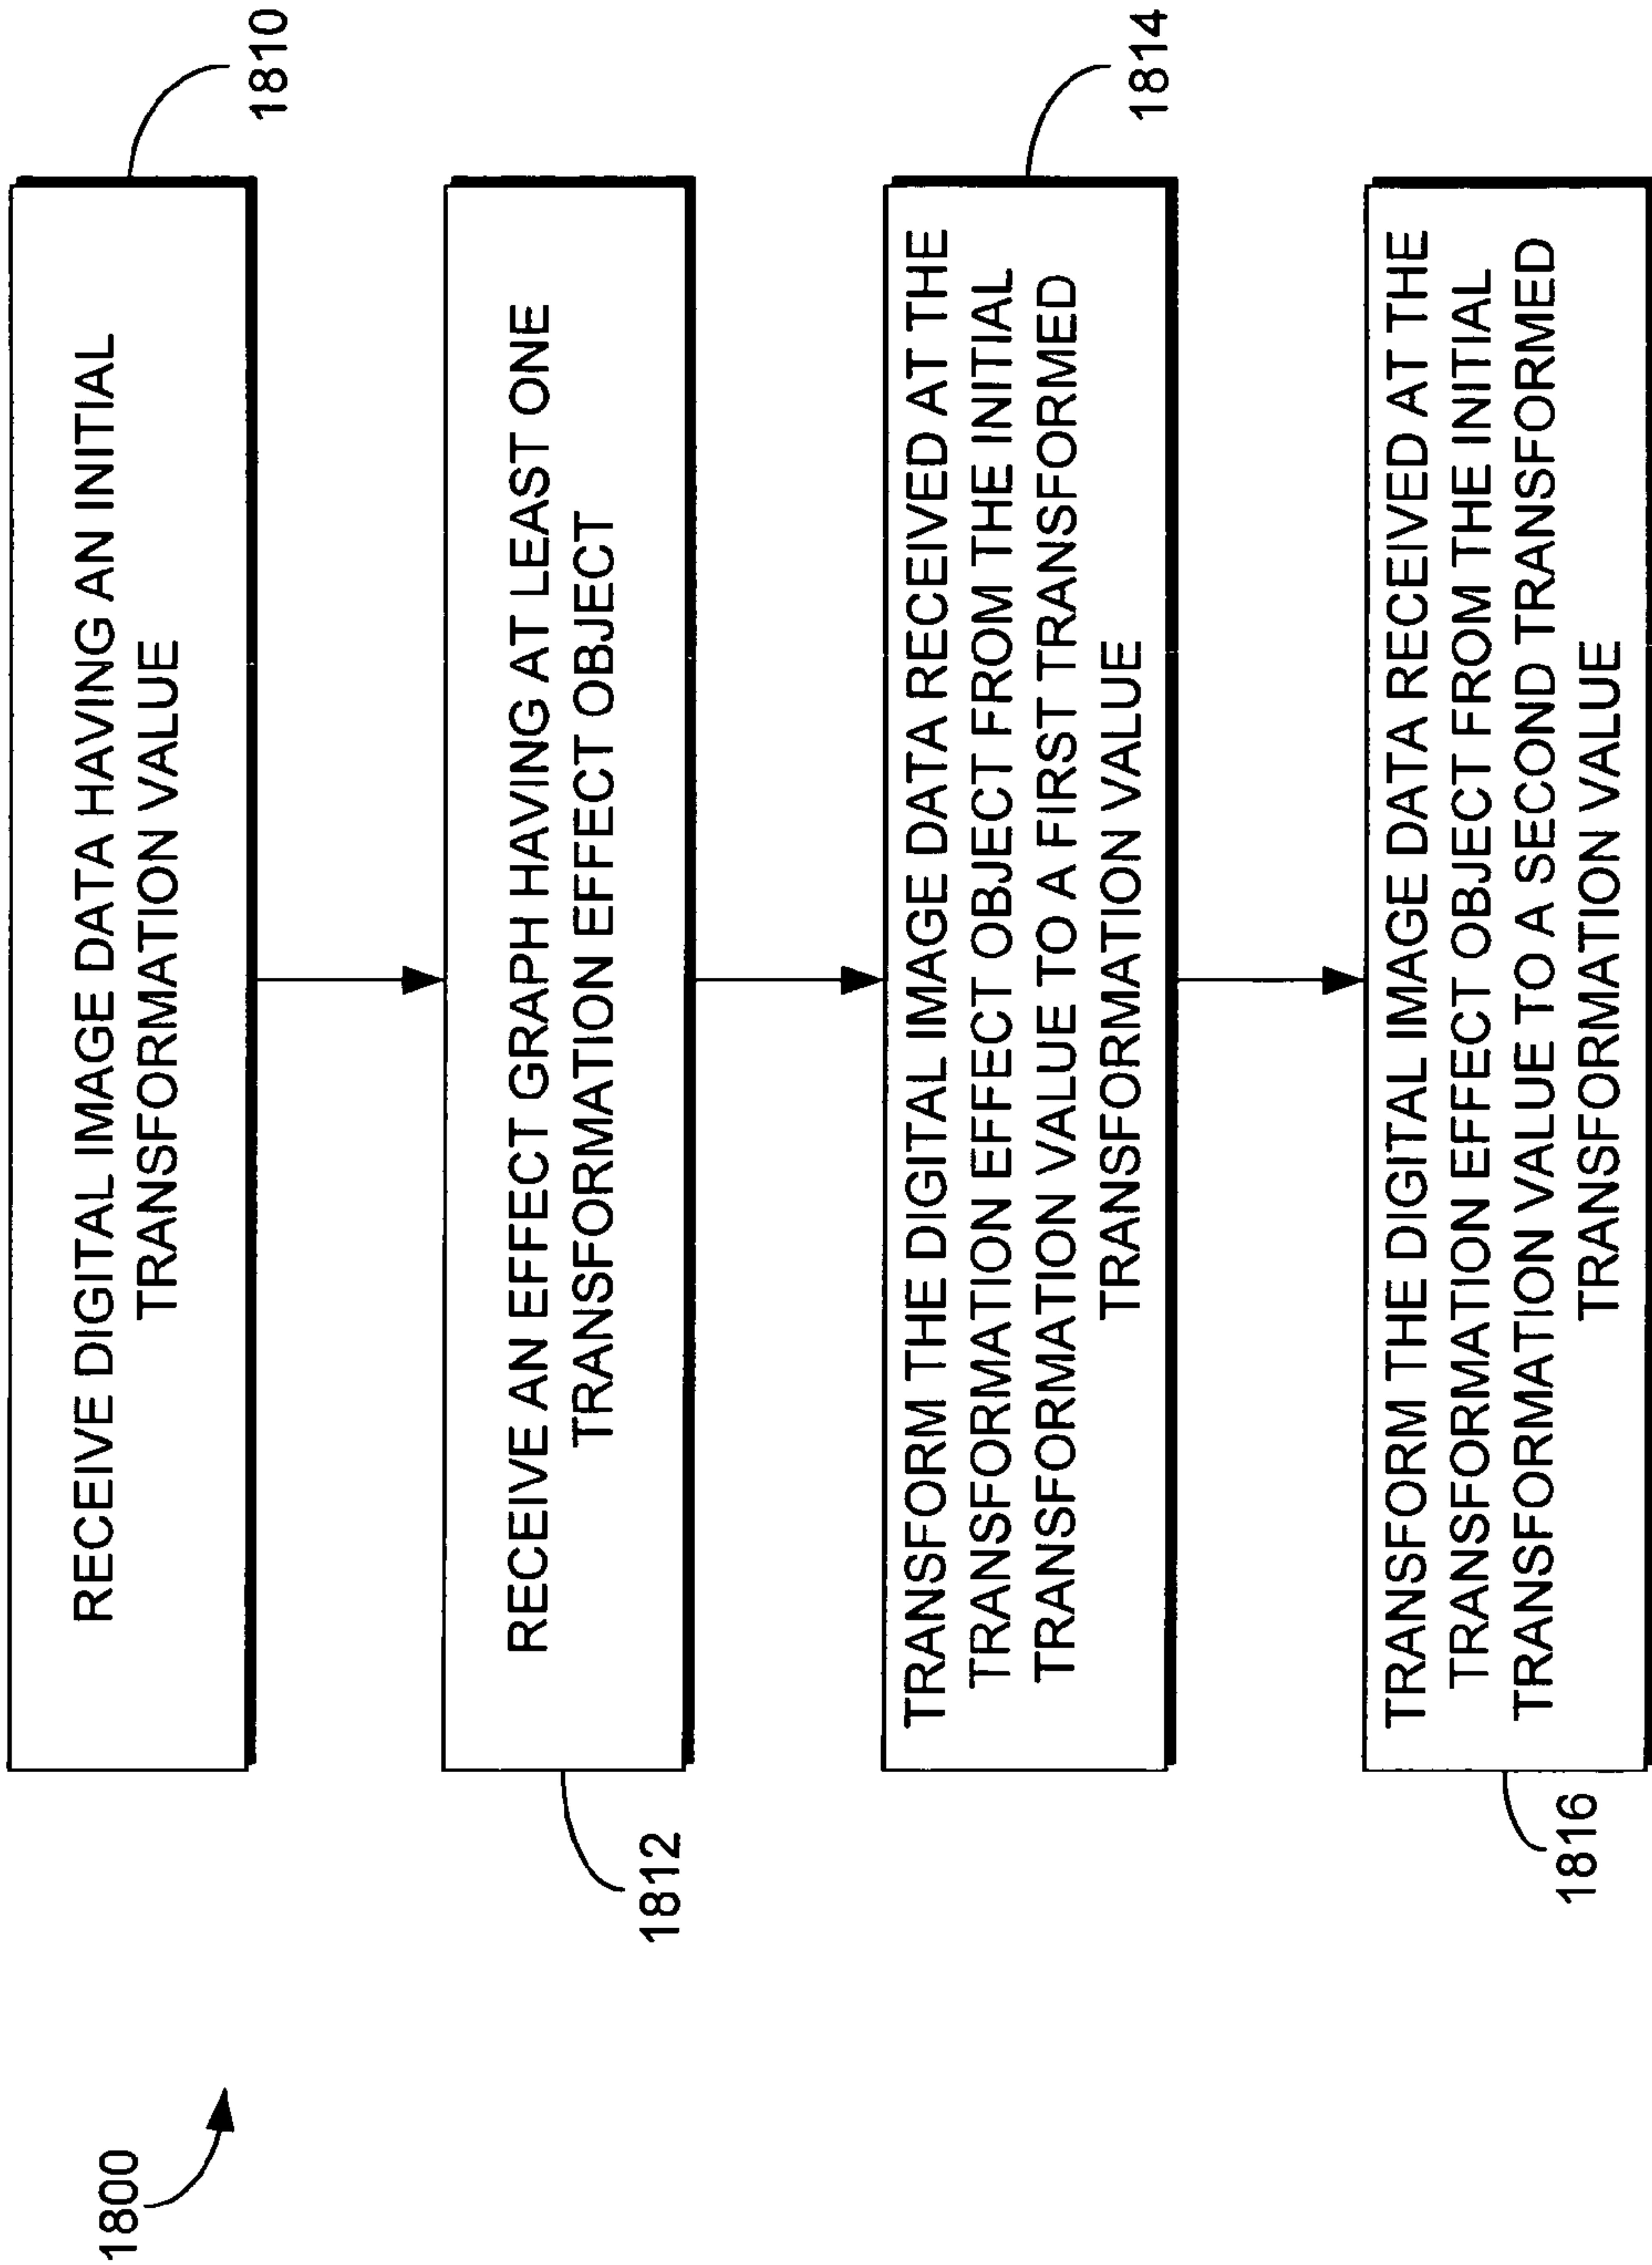 1800
RECEIVE DIGITAL IMAGE DATA HAVING AN INITIAL
TRANSFORMATION VALUE
1810
RECEIVE AN EFFECT GRAPH HAVING AT LEAST ONE
TRANSFORMATION EFFECT OBJECT
1812
TRANSFORM THE DIGITAL IMAGE DATA RECEIVED AT THE
TRANSFORMATION EFFECT OBJECT FROM THE INITIAL
TRANSFORMATION VALUE TO A FIRST TRANSFORMED
TRANSFORMATION VALUE
1814
TRANSFORM THE DIGITAL IMAGE DATA RECEIVED AT THE
TRANSFORMATION EFFECT OBJECT FROM THE INITIAL
TRANSFORMATION VALUE TO A SECOND TRANSFORMED
TRANSFORMATION VALUE
1816